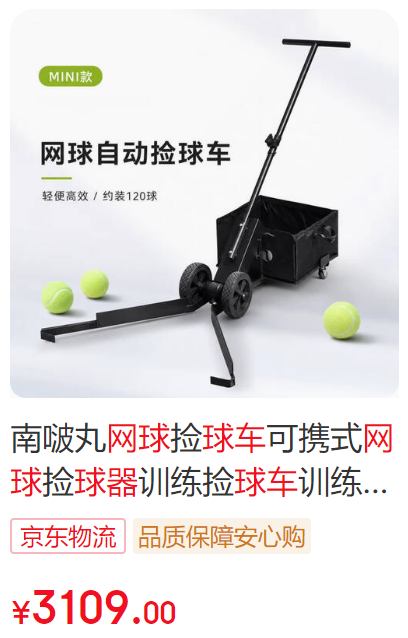 MINI款
网球自动捡球车
轻便高效 / 约装120球
南啵丸网球捡球车可携式网
球捡球器训练捡球车训练...
京东物流
品质保障安心购
¥3109.00